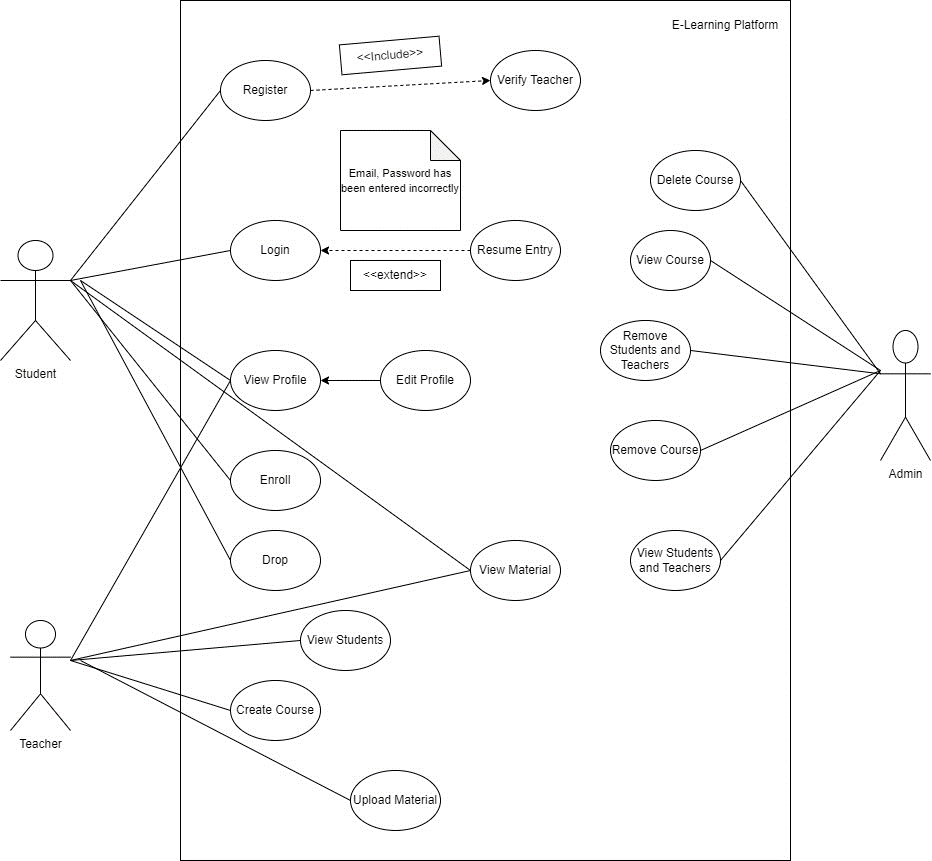 E-Learning Platform
<<Include>>
Register
Verify Teacher
Email, Password has
been entered incorrectly
Delete Course
Login
Resume Entry
<<extend>>
View Course
Remove
Students and
Teachers
Student
View Profile
Edit Profile
Remove Course
Admin
Enroll
Drop
View Material
View Students
and Teachers
View Students
Create Course
Teacher
Upload Material